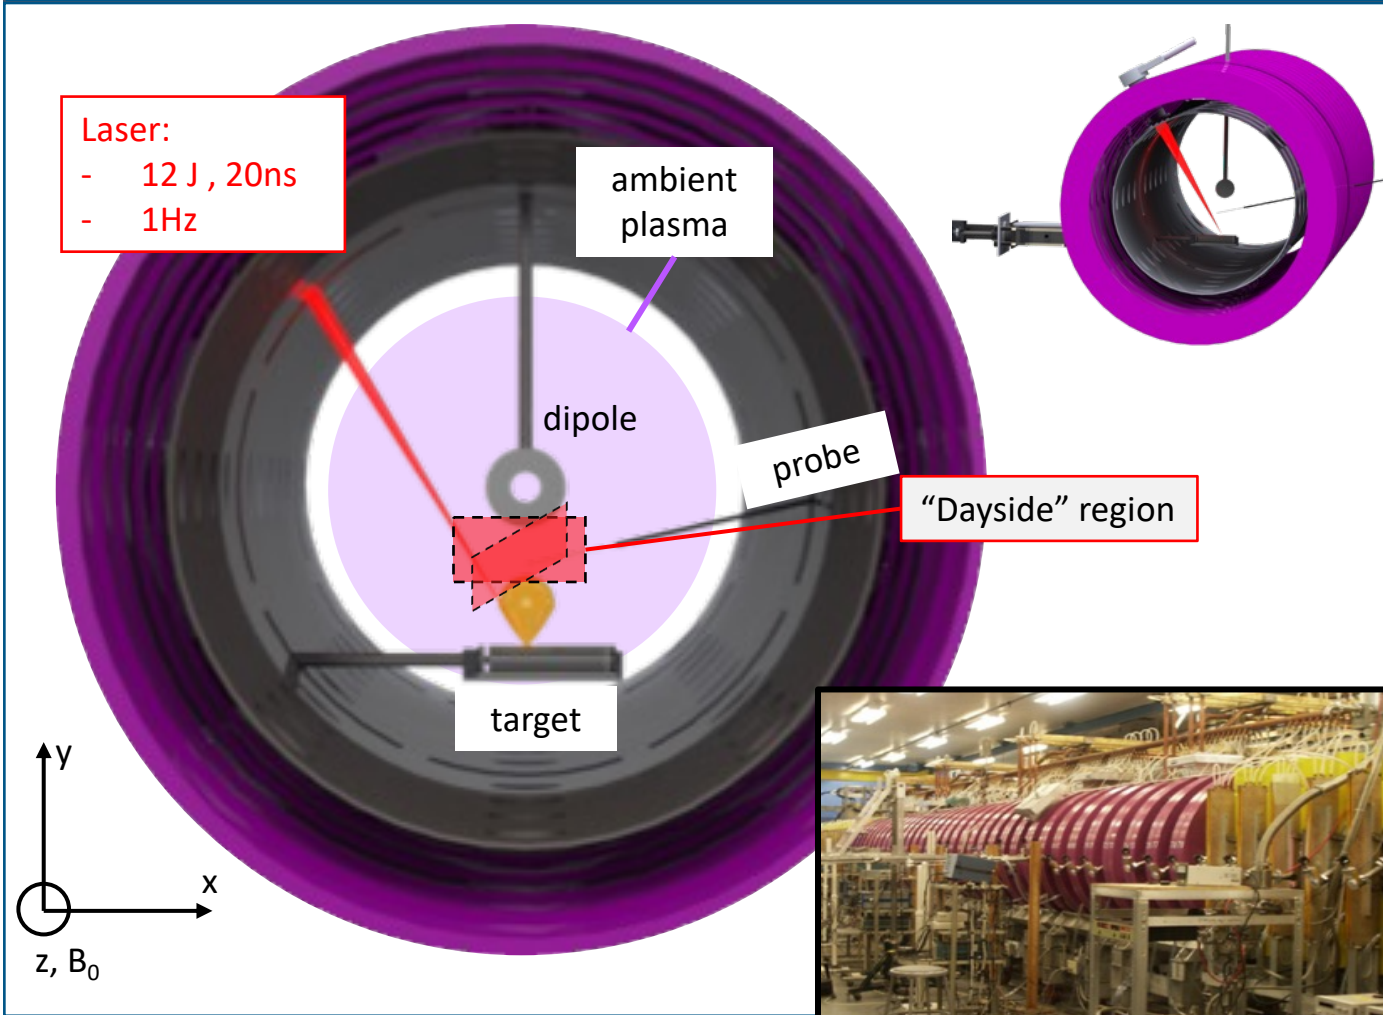 Laser:
- 12 J , 20ns
- 1Hz
ambient
plasma
dipole
probe
“Dayside” region
target
y
x
z, B₀